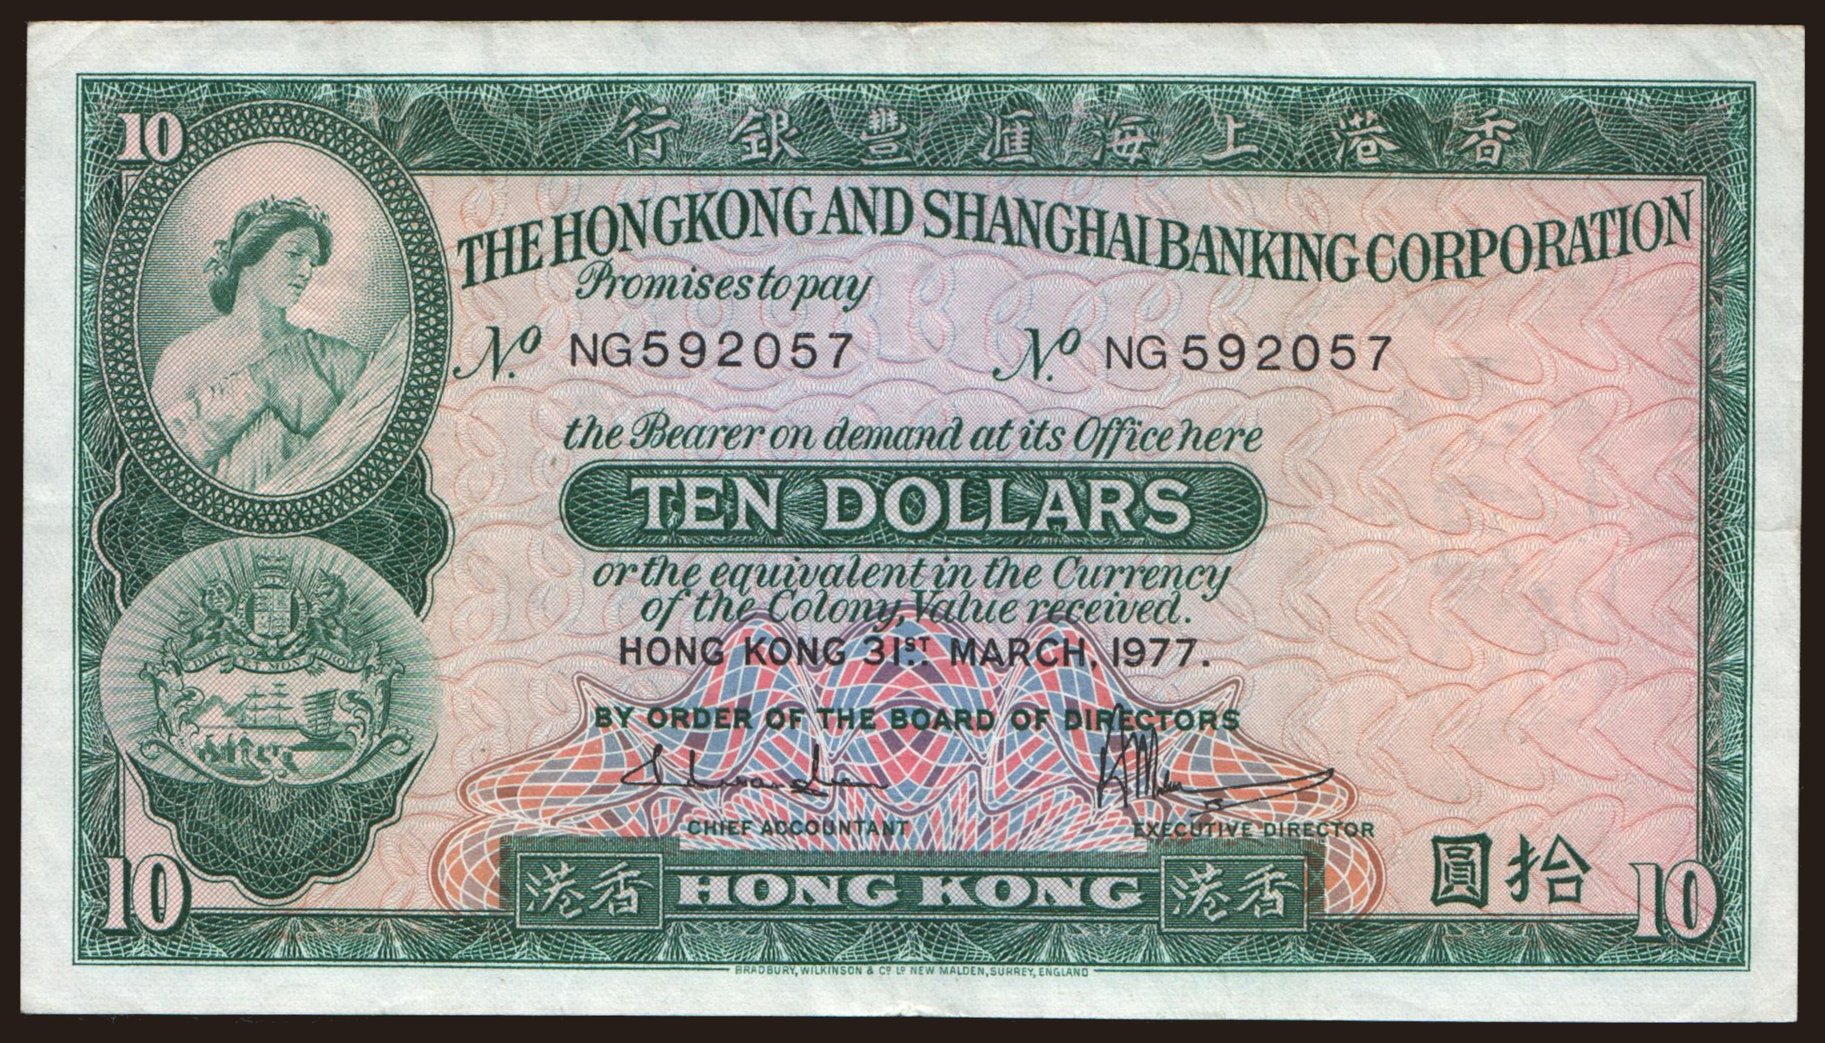 10
行銀豐滙海上港香
THE HONGKONG AND SHANGHAI BANKING CORPORATION
Promises to pay
No. NG592057 No. NG592057
the Bearer on demand at its Office here
TEN DOLLARS
or the equivalent in the Currency
of the Colony, Value received.
HONG KONG 31ST MARCH, 1977.
BY ORDER OF THE BOARD OF DIRECTORS
CHIEF ACCOUNTANT EXECUTIVE DIRECTOR
圓拾
10 港香 HONG KONG 港香 10
BRADBURY, WILKINSON & Co. Ld. NEW MALDEN, SURREY, ENGLAND